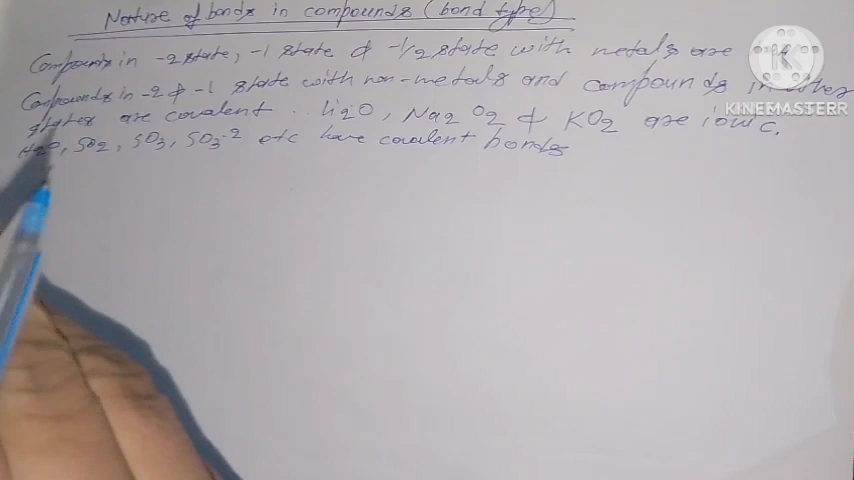 Nature of bonds in compounds (bond type)
Compounds in -2 state, -1 state & -1/2 state with metals are
K
Compounds in -2 & -1 state with non-metals and compounds in other
KINEMASTERR
states are covalent. Li2O, Na2O2 & KO2 are ionic.
H2O, SO2, SO3, SO3-2 etc have covalent bonds